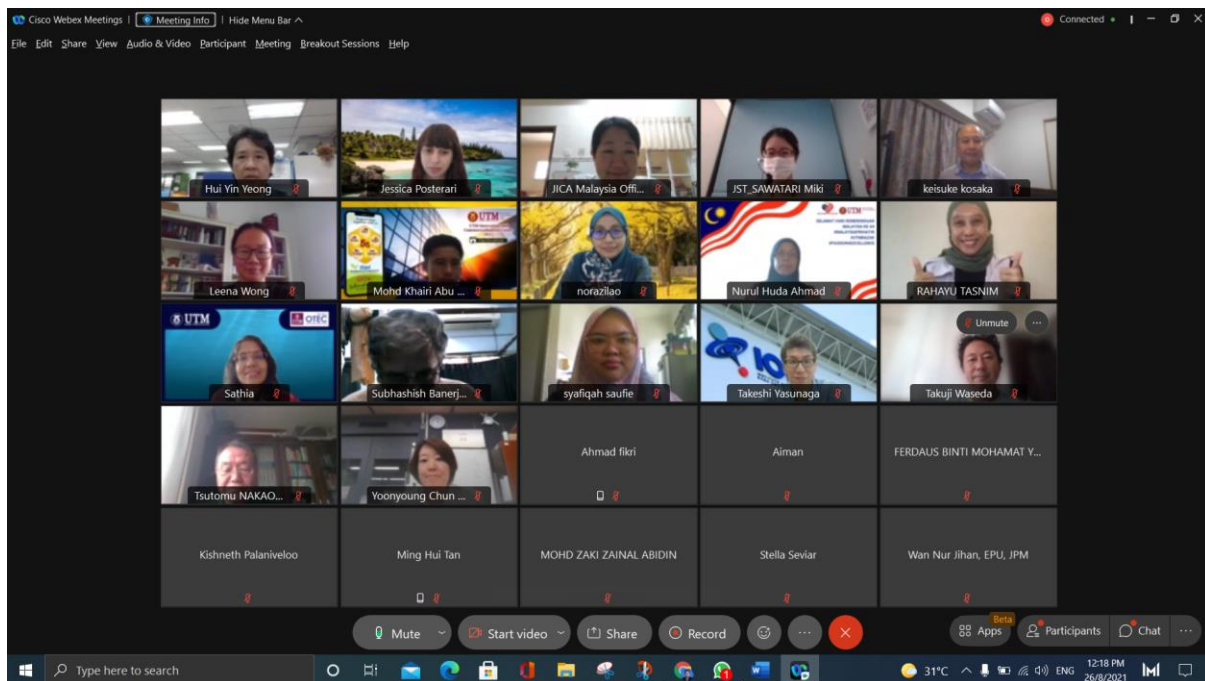 Cisco Webex Meetings | Meeting Info | Hide Menu Bar
Connected
File Edit Share View Audio & Video Participant Meeting Breakout Sessions Help
Hui Yin Yeong
Jessica Posterari
JICA Malaysia Offi...
JST_SAWATARI Miki
keisuke kosaka
UTM
UTM
Leena Wong
Mohd Khairi Abu ...
norazilao
Nurul Huda Ahmad
RAHAYU TASNIM
UTM
OTEC
Unmute
Sathia
Subhashish Banerj...
syafiqah saufie
Takeshi Yasunaga
Takuji Waseda
Tsutomu NAKAO...
Yoonyoung Chun ...
Ahmad fikri
Aiman
FERDAUS BINTI MOHAMAT Y...
Kishneth Palaniveloo
Ming Hui Tan
MOHD ZAKI ZAINAL ABIDIN
Stella Seviar
Wan Nur Jihan, EPU, JPM
Mute
Start video
Share
Record
Apps
Beta
Participants
Chat
Type here to search
31°C
ENG
12:18 PM
26/8/2021